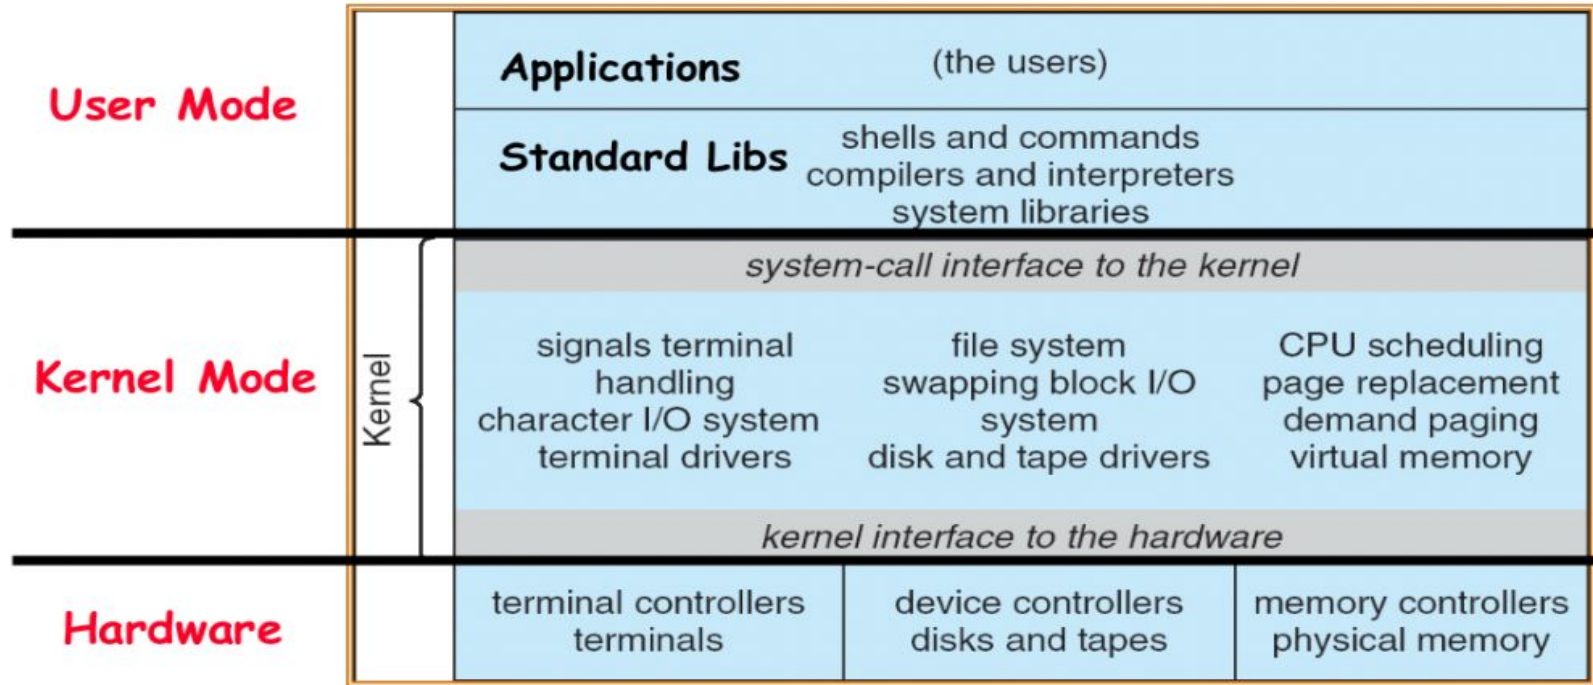 User Mode
Applications (the users)
Standard Libs
shells and commands
compilers and interpreters
system libraries
Kernel Mode
Kernel
system-call interface to the kernel
signals terminal
handling
character I/O system
terminal drivers
file system
swapping block I/O
system
disk and tape drivers
CPU scheduling
page replacement
demand paging
virtual memory
kernel interface to the hardware
Hardware
terminal controllers
terminals
device controllers
disks and tapes
memory controllers
physical memory